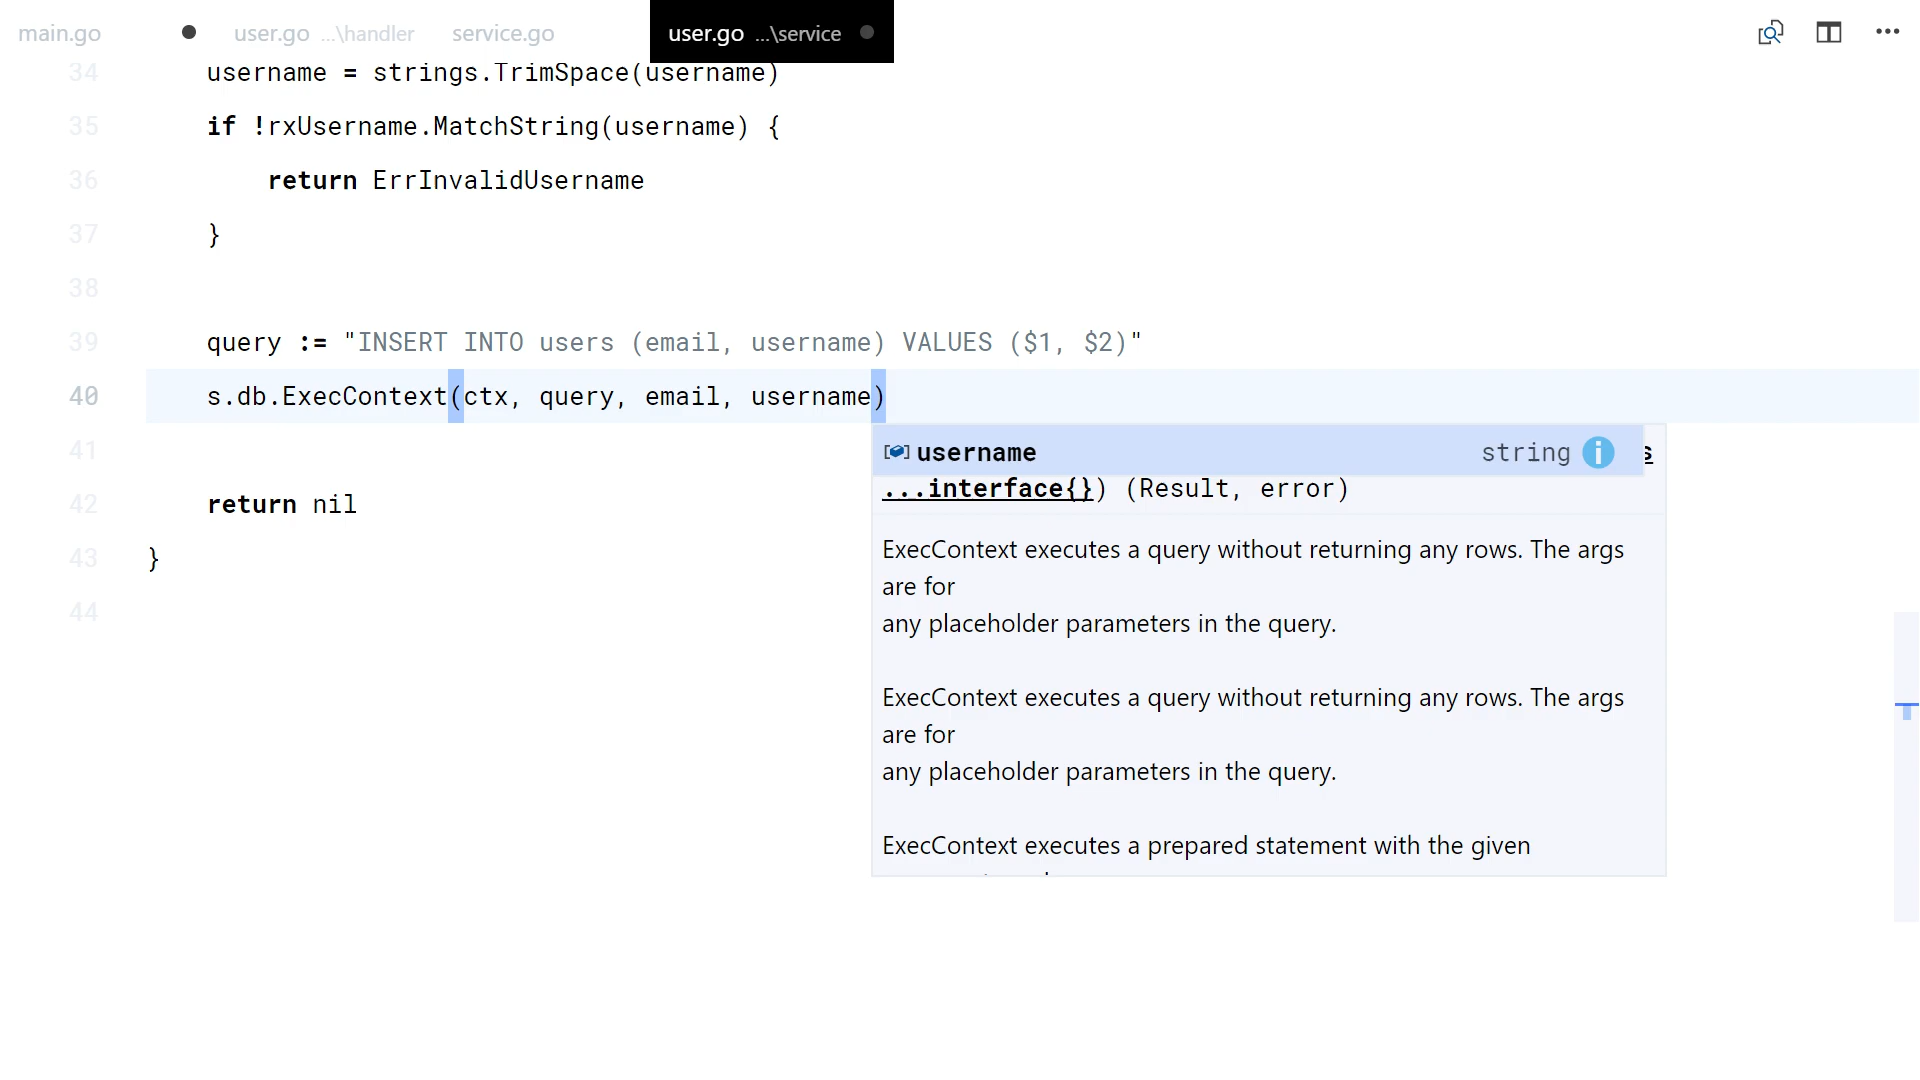 main.go user.go ...\handler service.go user.go ...\service
34 username = strings.TrimSpace(username)
35 if !rxUsername.MatchString(username) {
36 return ErrInvalidUsername
37 }
38
39 query := "INSERT INTO users (email, username) VALUES ($1, $2)"
40 s.db.ExecContext(ctx, query, email, username)
41
42 return nil
43 }
44
username string s
...interface{}) (Result, error)
ExecContext executes a query without returning any rows. The args
are for
any placeholder parameters in the query.
ExecContext executes a query without returning any rows. The args
are for
any placeholder parameters in the query.
ExecContext executes a prepared statement with the given